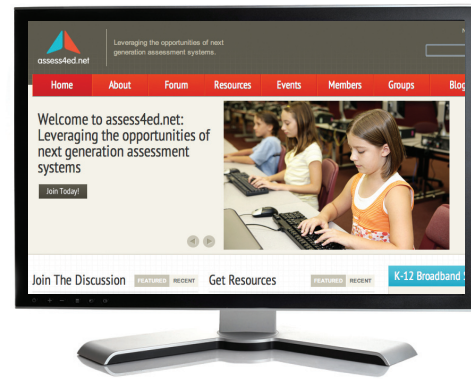 Leveraging the opportunities of next
generation assessment systems.
assess4ed.net
Home About Forum Resources Events Members Groups Blog
Welcome to assess4ed.net:
Leveraging the opportunities of
next generation assessment
systems
Join Today!
Join The Discussion FEATURED RECENT Get Resources FEATURED RECENT K-12 Broadband